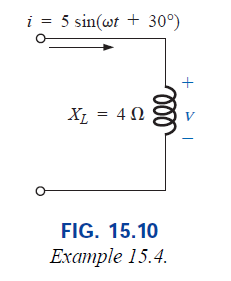 i = 5 sin(ωt + 30°)
+
X_L = 4 Ω
v
–
FIG. 15.10
Example 15.4.